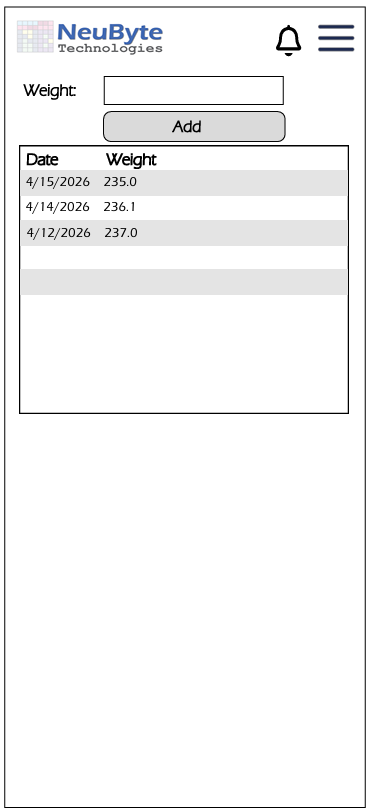 NeuByte
Technologies
Weight:
Add
Date Weight
4/15/2026 235.0
4/14/2026 236.1
4/12/2026 237.0